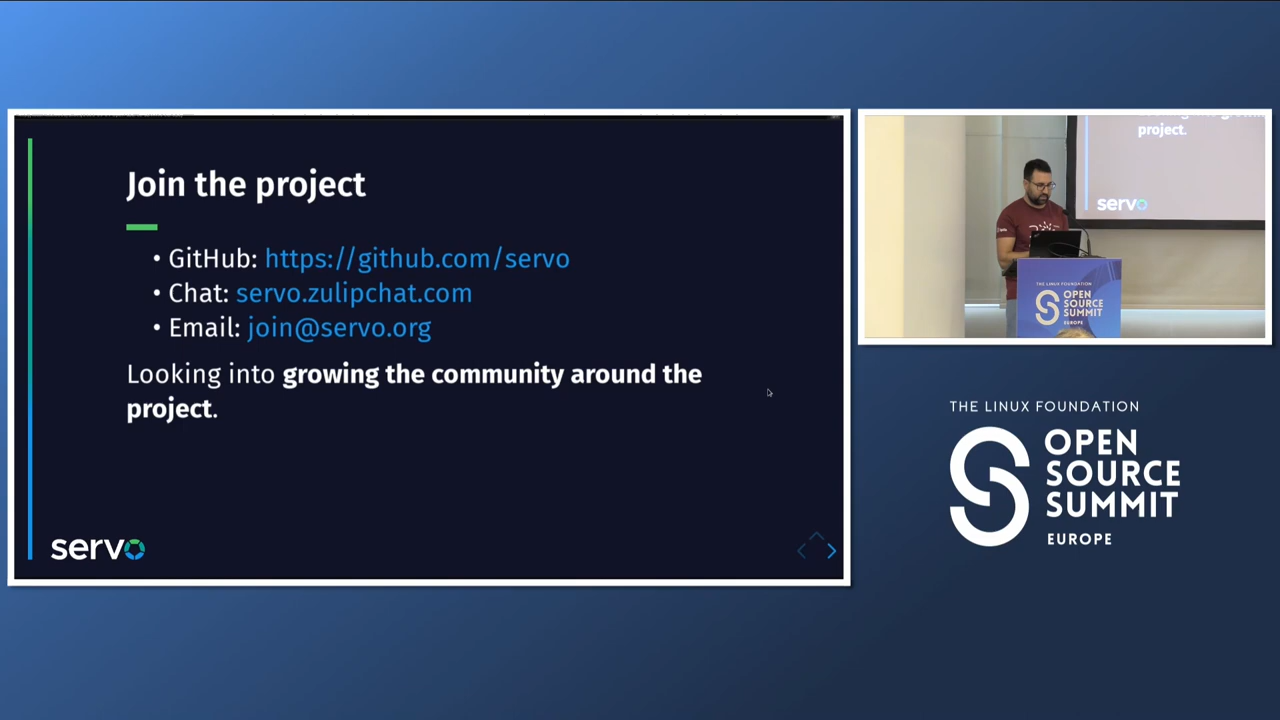 Join the project
• GitHub: https://github.com/servo
• Chat: servo.zulipchat.com
• Email: join@servo.org
Looking into growing the community around the
project.
servo
project.
servo
THE LINUX FOUNDATION
OPEN
SOURCE
SUMMIT
EUROPE
THE LINUX FOUNDATION
OPEN
SOURCE
SUMMIT
EUROPE